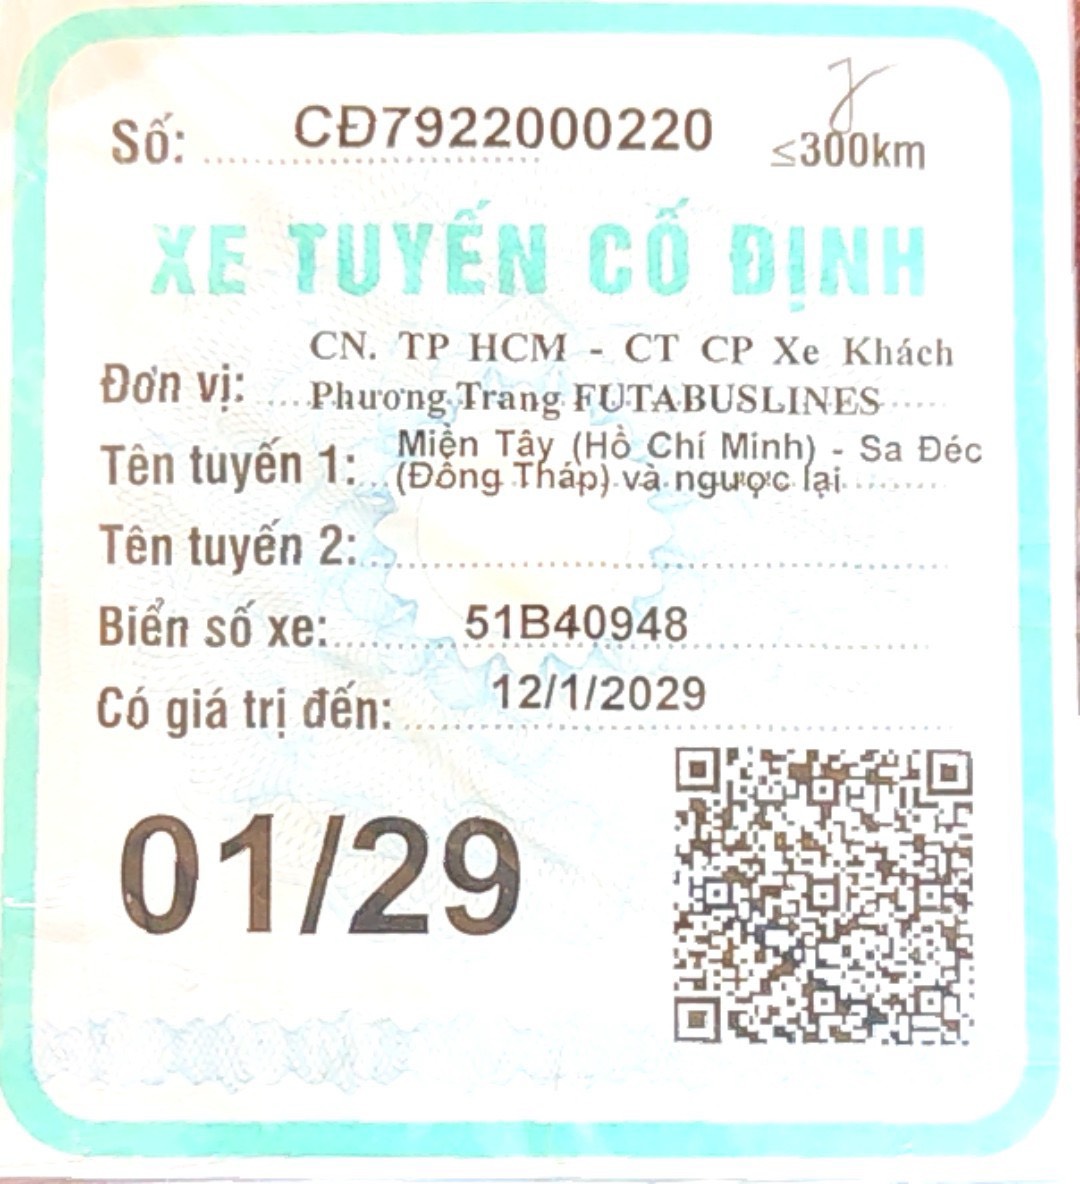 Số: CĐ7922000220 ≤300km
XE TUYẾN CỐ ĐỊNH
CN. TP HCM - CT CP Xe Khách
Đơn vị: Phương Trang FUTABUSLINES
Tên tuyến 1: Miền Tây (Hồ Chí Minh) - Sa Đéc
(Đồng Tháp) và ngược lại
Tên tuyến 2:
Biển số xe: 51B40948
Có giá trị đến: 12/1/2029
01/29